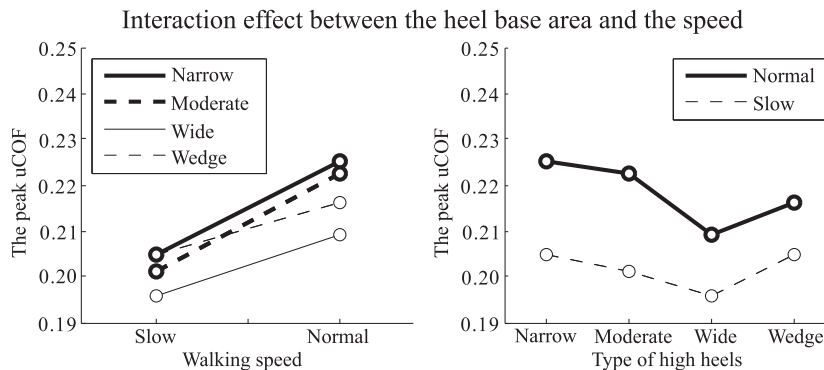 Interaction effect between the heel base area and the speed
The peak uCOF
0.25
0.24
0.23
0.22
0.21
0.20
0.19
Narrow
Moderate
Wide
Wedge
Slow
Normal
Walking speed
The peak uCOF
0.25
0.24
0.23
0.22
0.21
0.20
0.19
Normal
Slow
Narrow
Moderate
Wide
Wedge
Type of high heels